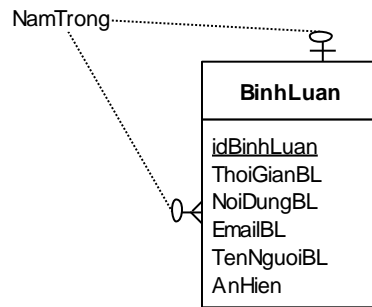 NamTrong
BinhLuan
idBinhLuan
ThoiGianBL
NoiDungBL
EmailBL
TenNguoiBL
AnHien